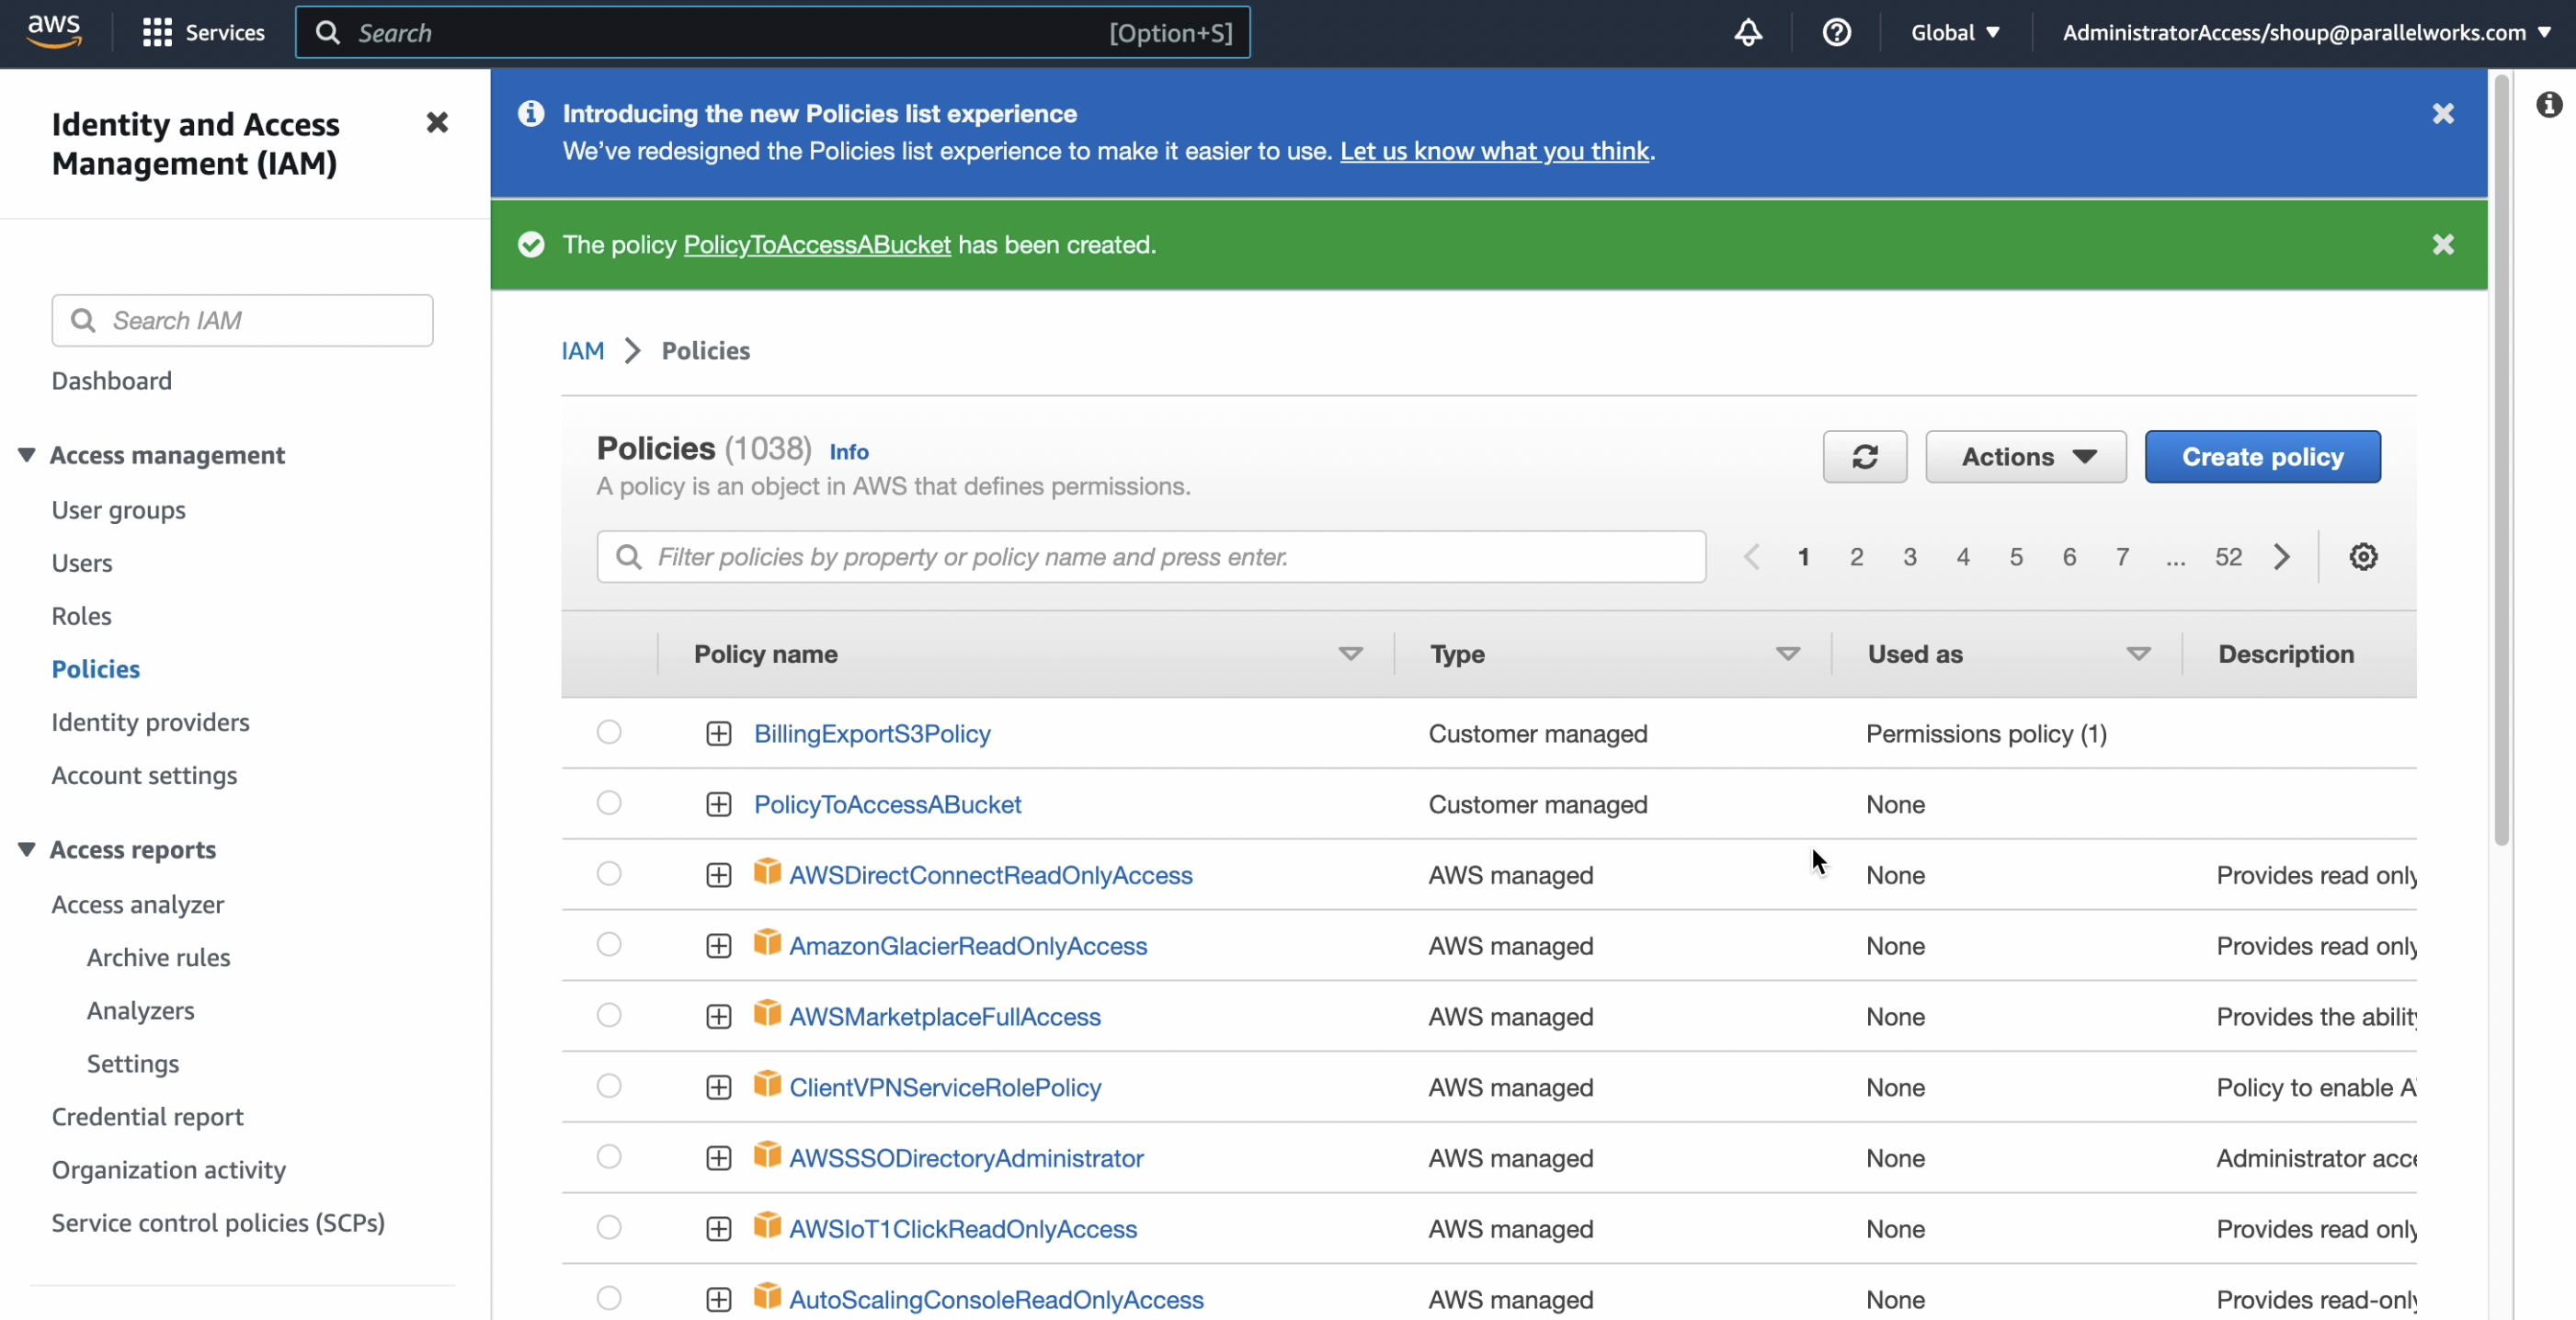 aws
Services
Search
[Option+S]
Global
AdministratorAccess/shoup@parallelworks.com
Identity and Access
Management (IAM)
Search IAM
Dashboard
Access management
User groups
Users
Roles
Policies
Identity providers
Account settings
Access reports
Access analyzer
Archive rules
Analyzers
Settings
Credential report
Organization activity
Service control policies (SCPs)
Introducing the new Policies list experience
We've redesigned the Policies list experience to make it easier to use. Let us know what you think.
The policy PolicyToAccessABucket has been created.
IAM > Policies
Policies (1038) Info
A policy is an object in AWS that defines permissions.
Actions
Create policy
Filter policies by property or policy name and press enter.
1 2 3 4 5 6 7 ... 52
Policy name Type Used as Description
BillingExportS3Policy Customer managed Permissions policy (1)
PolicyToAccessABucket Customer managed None
AWSDirectConnectReadOnlyAccess AWS managed None Provides read only
AmazonGlacierReadOnlyAccess AWS managed None Provides read only
AWSMarketplaceFullAccess AWS managed None Provides the ability
ClientVPNServiceRolePolicy AWS managed None Policy to enable A
AWSSSODirectoryAdministrator AWS managed None Administrator acce
AWSIoT1ClickReadOnlyAccess AWS managed None Provides read only
AutoScalingConsoleReadOnlyAccess AWS managed None Provides read-only